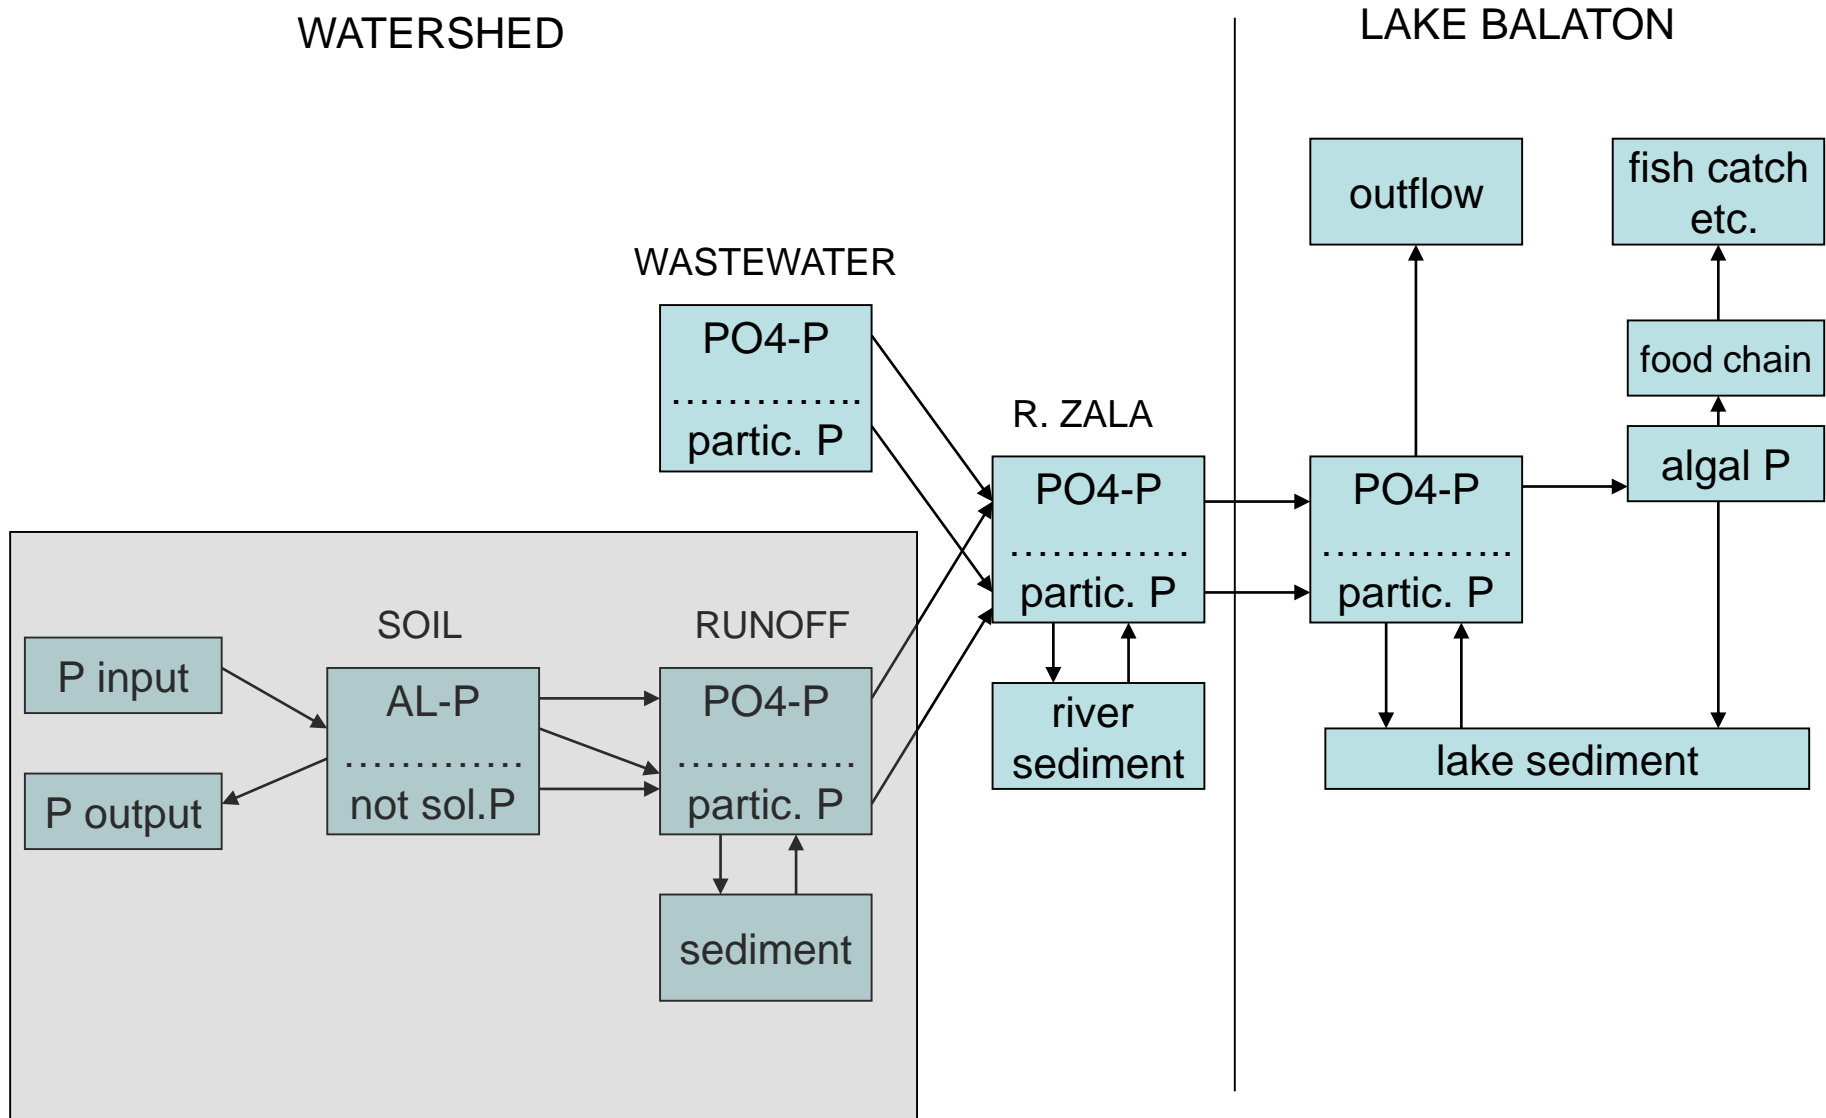 WATERSHED
LAKE BALATON
outflow
fish catch
etc.
WASTEWATER
PO4-P
..............
partic. P
food chain
R. ZALA
algal P
PO4-P
.............
partic. P
PO4-P
..............
partic. P
SOIL
RUNOFF
P input
AL-P
.............
not sol.P
PO4-P
.............
partic. P
river
sediment
lake sediment
P output
sediment